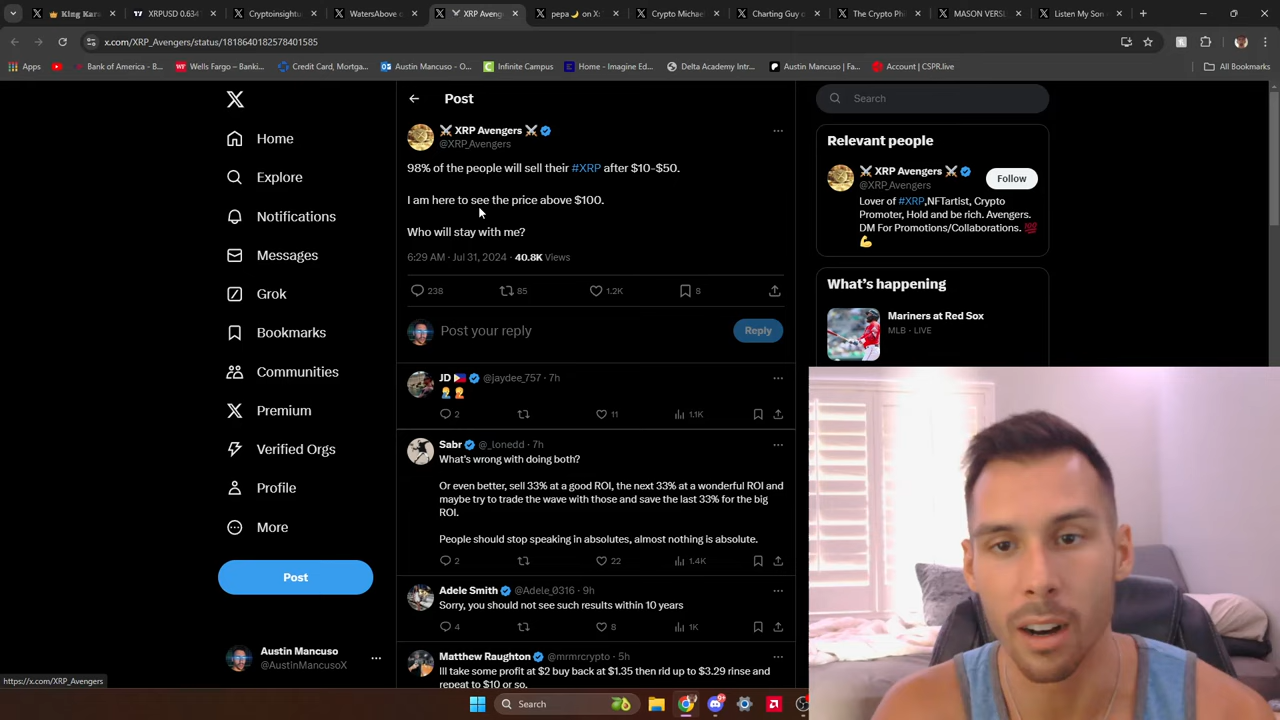 King Kara
XRPUSD 0.634
Cryptoinsightu
WatersAbove: c
XRP Aveng
pepa 🌙 on X:
Crypto Michae
Charting Guy o
The Crypto Ph
MASON VERSU
Listen My Son
x.com/XRP_Avengers/status/1818640182578401585
Apps
Bank of America - B...
Wells Fargo – Banki...
Credit Card, Mortga...
Austin Mancuso - O...
Infinite Campus
Home - Imagine Ed...
Delta Academy Intr...
Austin Mancuso | Fa...
Account | CSPR.live
All Bookmarks
Home
Explore
Notifications
Messages
Grok
Bookmarks
Communities
Premium
Verified Orgs
Profile
More
Post
Austin Mancuso
@AustinMancusoX
https://x.com/XRP_Avengers
Post
⚔️ XRP Avengers ⚔️
@XRP_Avengers
98% of the people will sell their #XRP after $10-$50.
I am here to see the price above $100.
Who will stay with me?
6:29 AM · Jul 31, 2024 · 40.8K Views
238 85 1.2K 8
Post your reply
Reply
JD 🇵🇭 @jaydee_757 · 7h
2 11 1.1K
Sabr @_lonedd · 7h
What's wrong with doing both?
Or even better, sell 33% at a good ROI, the next 33% at a wonderful ROI and
maybe try to trade the wave with those and save the last 33% for the big
ROI.
People should stop speaking in absolutes, almost nothing is absolute.
2 22 1.4K
Adele Smith @Adele_0316 · 9h
Sorry, you should not see such results within 10 years
4 8 1K
Matthew Raughton @mrmrcrypto · 5h
Ill take some profit at $2 buy back at $1.35 then rid up to $3.29 rinse and
repeat to $10 or so.
Search
Relevant people
⚔️ XRP Avengers ⚔️
@XRP_Avengers
Follow
Lover of #XRP,NFTartist, Crypto
Promoter, Hold and be rich. Avengers.
DM For Promotions/Collaborations. 💯
💪
What's happening
Mariners at Red Sox
MLB · LIVE
Search